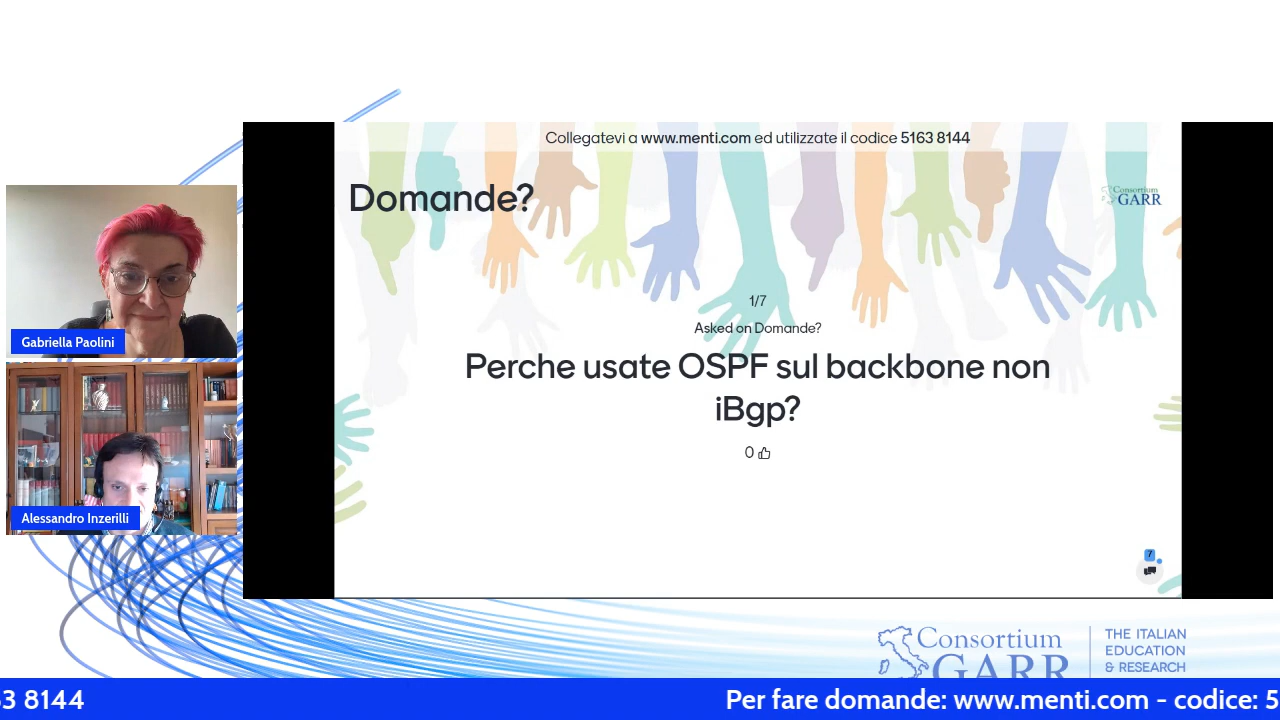 Collegatevi a www.menti.com ed utilizzate il codice 5163 8144
Domande?
Consortium
GARR
1/7
Asked on Domande?
Perche usate OSPF sul backbone non
iBgp?
0
7
Gabriella Paolini
Alessandro Inzerilli
Consortium
GARR
THE ITALIAN
EDUCATION
& RESEARCH
63 8144
Per fare domande: www.menti.com - codice: 5